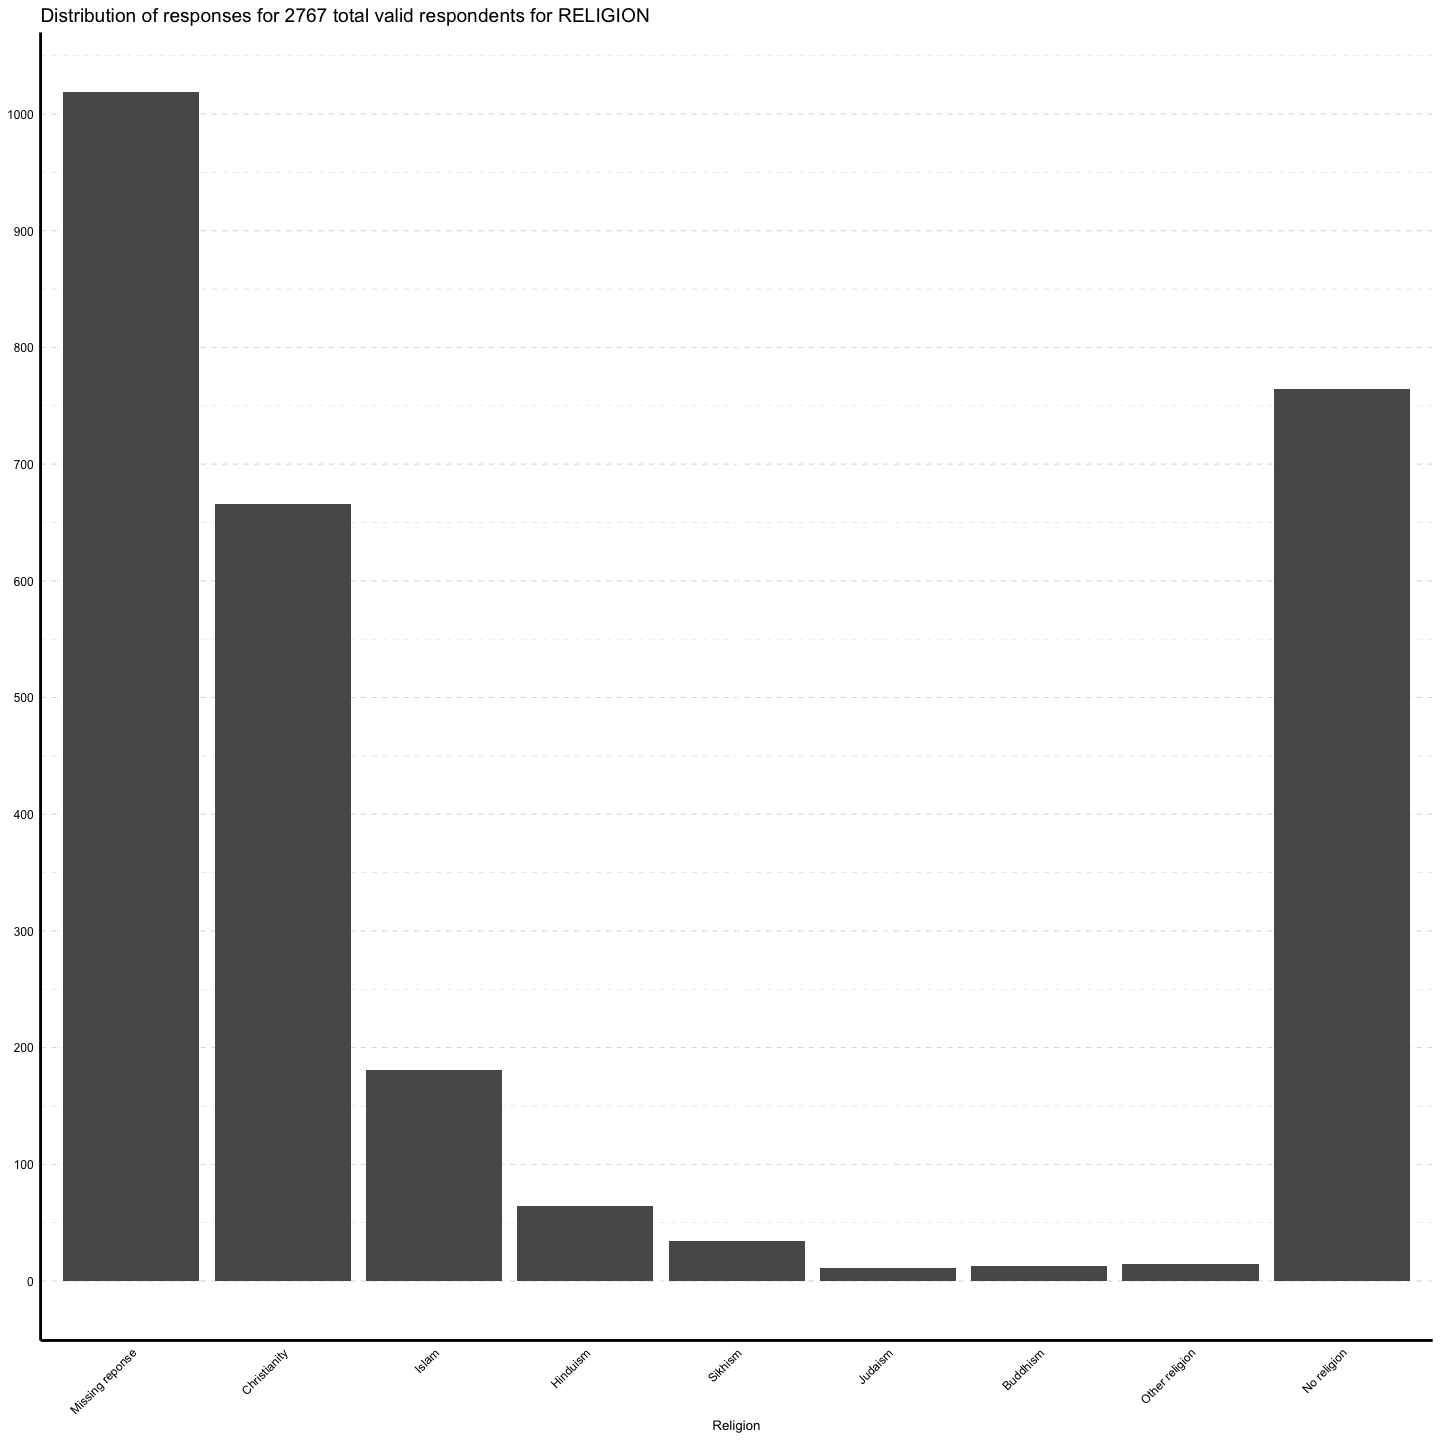 Distribution of responses for 2767 total valid respondents for RELIGION
1000
900
800
700
600
500
400
300
200
100
0
Missing reponse
Christianity
Islam
Hinduism
Sikhism
Judaism
Buddhism
Other religion
No religion
Religion